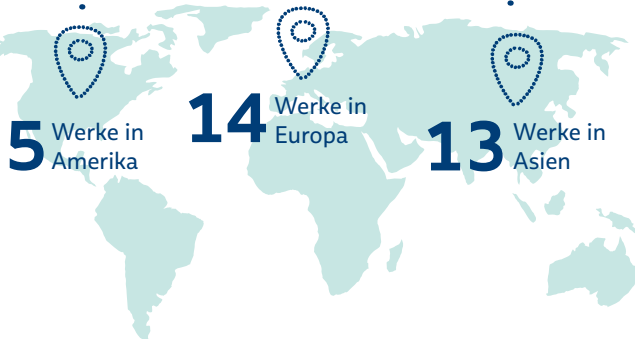 5 Werke in
Amerika
14 Werke in
Europa
13 Werke in
Asien